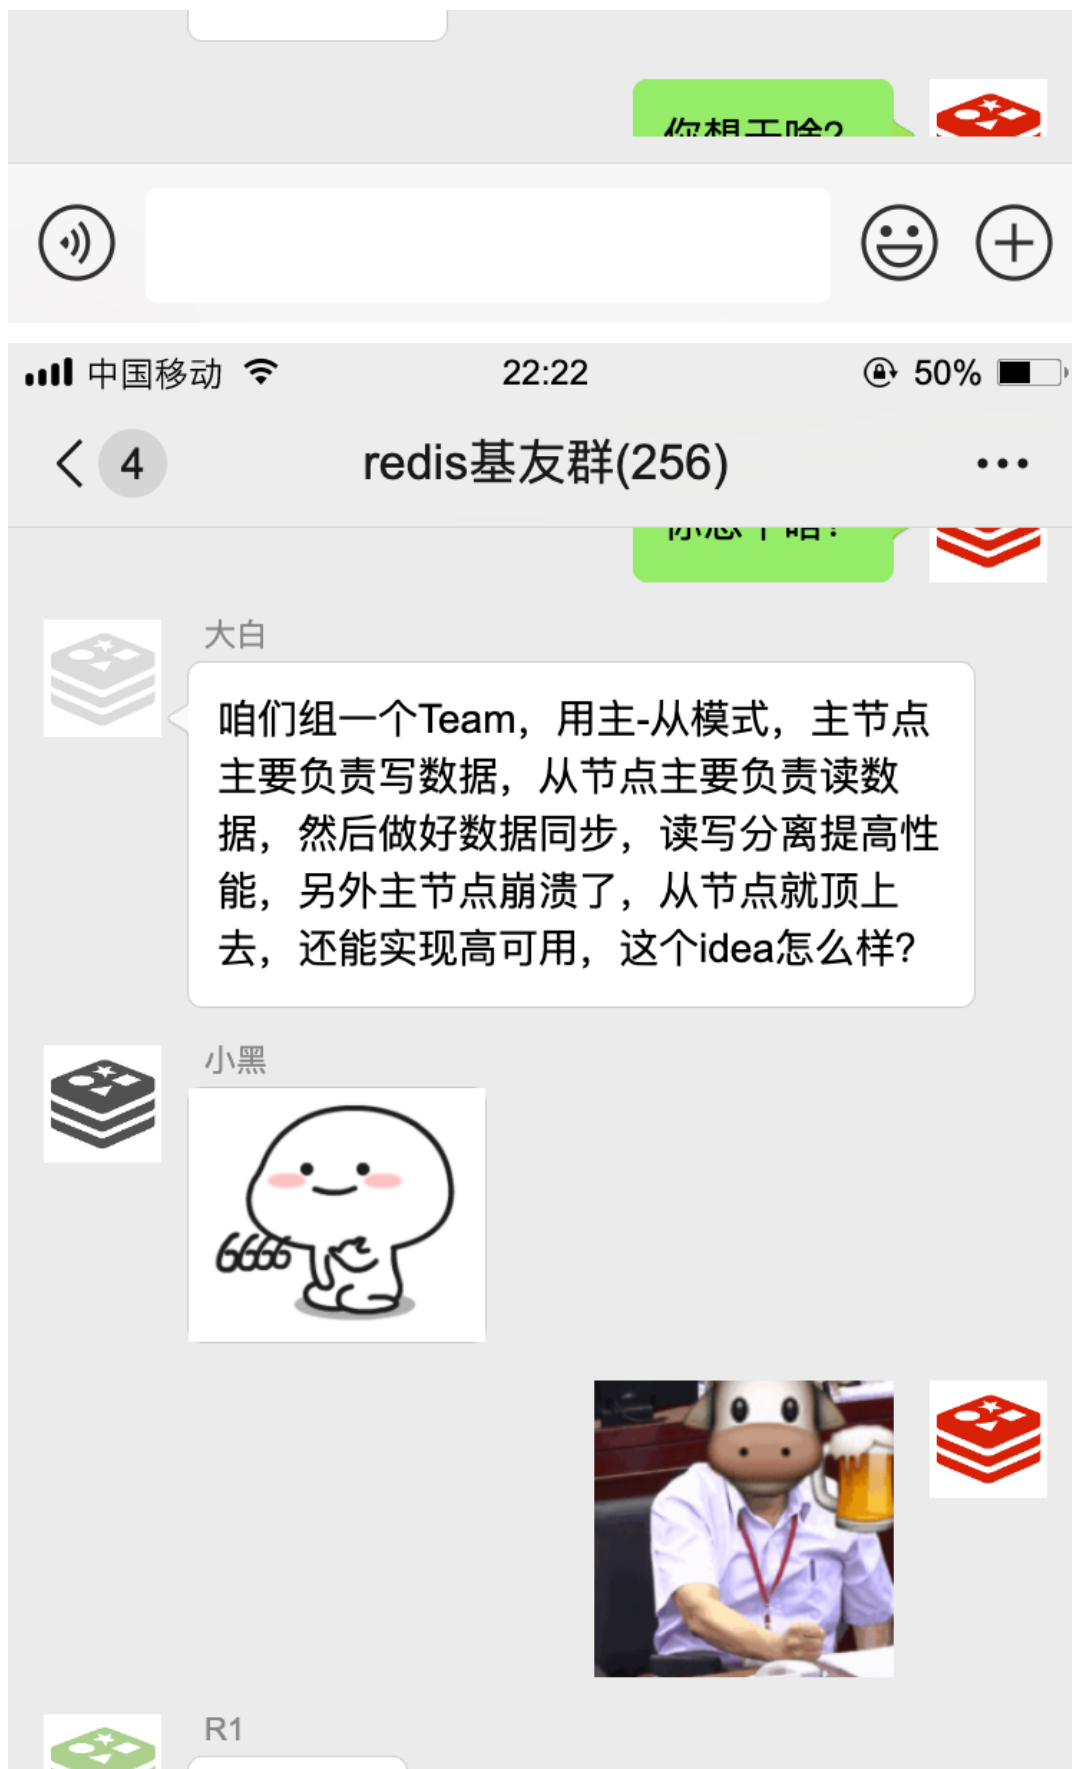 你想干啥?
中国移动
22:22
50%
4
redis基友群(256)
你想干啥?
大白
咱们组一个Team，用主-从模式，主节点
主要负责写数据，从节点主要负责读数
据，然后做好数据同步，读写分离提高性
能，另外主节点崩溃了，从节点就顶上
去，还能实现高可用，这个idea怎么样?
小黑
6666
R1